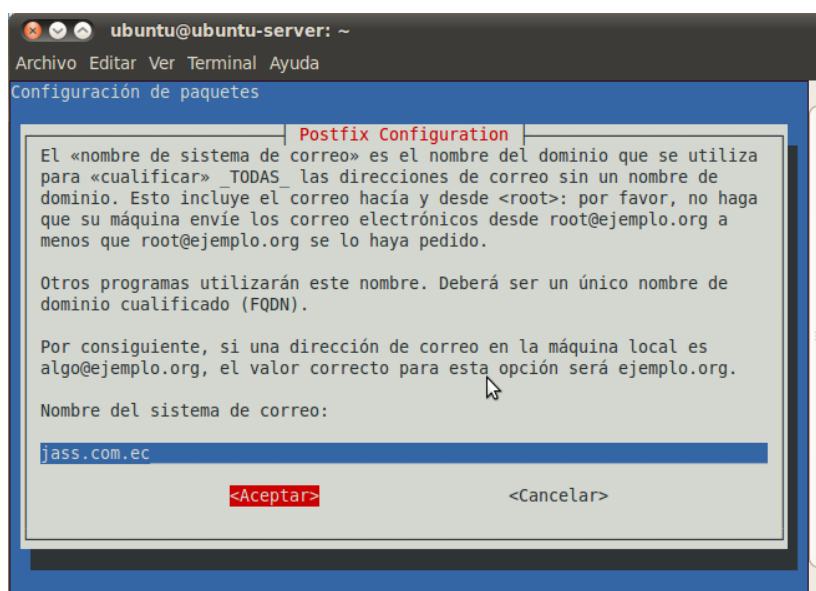 ubuntu@ubuntu-server: ~
Archivo Editar Ver Terminal Ayuda
Configuración de paquetes
Postfix Configuration
El «nombre de sistema de correo» es el nombre del dominio que se utiliza
para «cualificar» _TODAS_ las direcciones de correo sin un nombre de
dominio. Esto incluye el correo hacía y desde <root>: por favor, no haga
que su máquina envíe los correo electrónicos desde root@ejemplo.org a
menos que root@ejemplo.org se lo haya pedido.
Otros programas utilizarán este nombre. Deberá ser un único nombre de
dominio cualificado (FQDN).
Por consiguiente, si una dirección de correo en la máquina local es
algo@ejemplo.org, el valor correcto para esta opción será ejemplo.org.
Nombre del sistema de correo:
jass.com.ec
<Aceptar> <Cancelar>